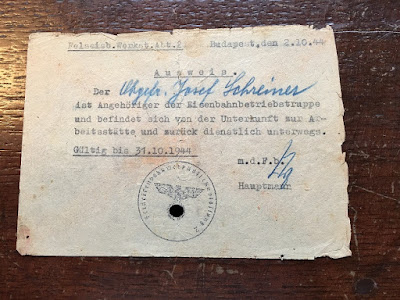 Feldeisb.Werkst.Abt.2 Budapest,den 2.10.44
Ausweis.
Der Obgefr. Josef Schreiner
ist Angehöriger der Eisenbahnbetriebstruppe
und befindet sich von der Unterkunft zur Ar-
beitsstätte und zurück dienstlich unterwegs.
Gültig bis 31.10.1944
m.d.F.b.
Hauptmann